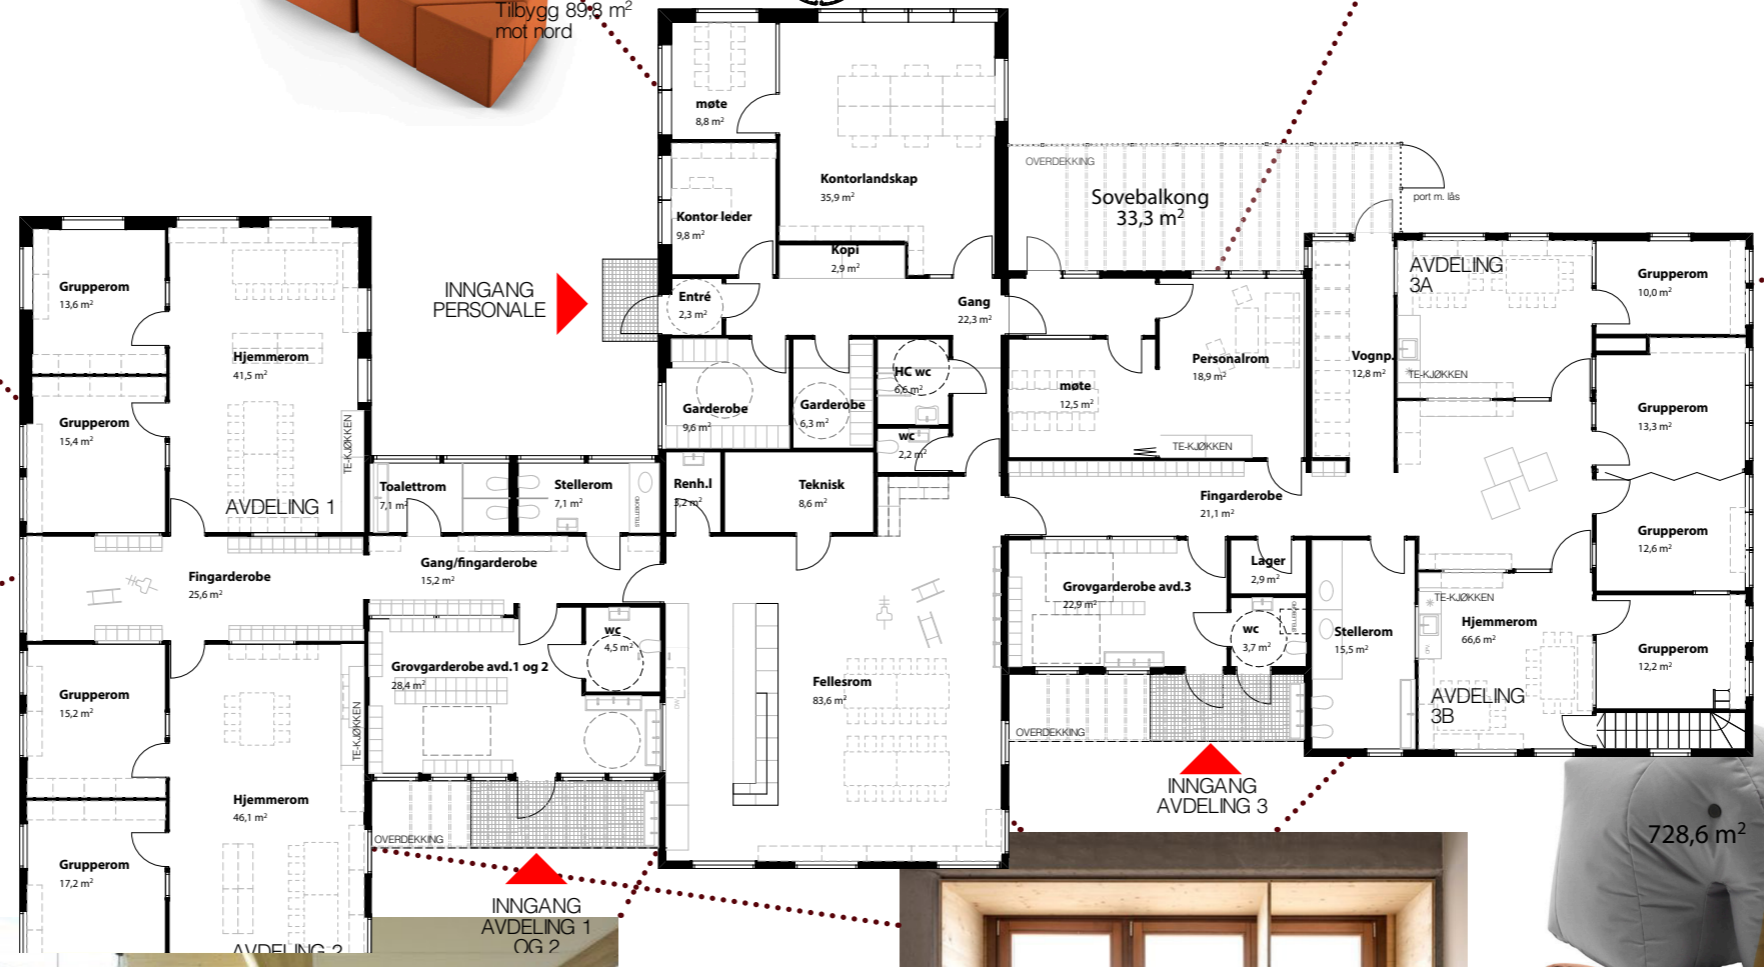 Tilbygg 89,8 m²
mot nord
møte
8,8 m²
Kontorlandskap
35,9 m²
Kontor leder
9,8 m²
Kopi
2,9 m²
INNGANG
PERSONALE
Entré
2,3 m²
Gang
22,3 m²
OVERDEKKING
Sovebalkong
33,3 m²
port m. lås
Grupperom
13,6 m²
Hjemmerom
41,5 m²
Grupperom
15,4 m²
TE-KJØKKEN
AVDELING 1
Garderobe
9,6 m²
Garderobe
6,3 m²
HC wc
6,6 m²
wc
2,2 m²
møte
12,5 m²
Personalrom
18,9 m²
TE-KJØKKEN
Vognp.
12,8 m²
AVDELING
3A
TE-KJØKKEN
Grupperom
10,0 m²
Grupperom
13,3 m²
Toalettrom
7,1 m²
Stellerom
7,1 m²
STELLEBORD
Renh.l
3,2 m²
Teknisk
8,6 m²
Fingarderobe
21,1 m²
Grupperom
12,6 m²
Fingarderobe
25,6 m²
Gang/fingarderobe
15,2 m²
Grovgarderobe avd.3
22,9 m²
Lager
2,9 m²
wc
3,7 m²
STELLEBORD
Stellerom
15,5 m²
TE-KJØKKEN
Hjemmerom
66,6 m²
Grupperom
12,2 m²
AVDELING
3B
Grupperom
15,2 m²
TE-KJØKKEN
Grovgarderobe avd.1 og 2
28,4 m²
wc
4,5 m²
Fellesrom
83,6 m²
OVERDEKKING
INNGANG
AVDELING 3
Hjemmerom
46,1 m²
Grupperom
17,2 m²
OVERDEKKING
INNGANG
AVDELING 1
OG 2
AVDELING 2
728,6 m²